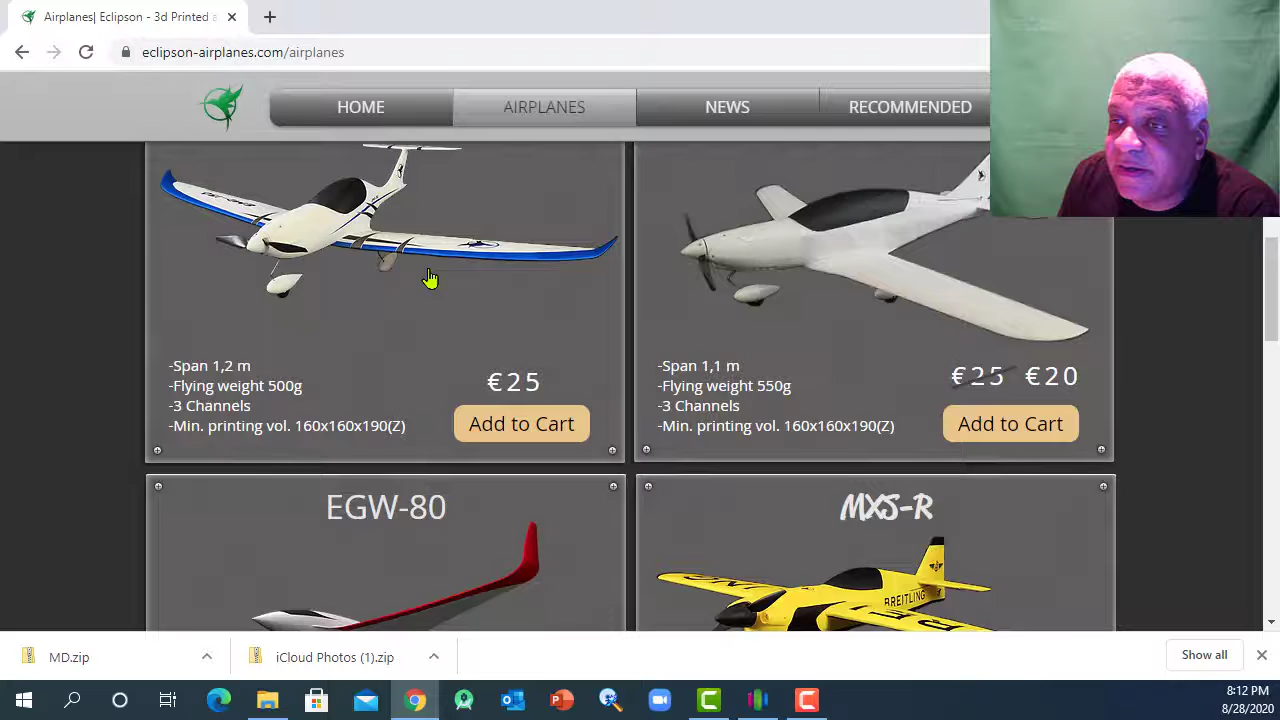 Airplanes| Eclipson - 3d Printed a
eclipson-airplanes.com/airplanes
HOME
AIRPLANES
NEWS
RECOMMENDED
-Span 1,2 m
-Flying weight 500g
-3 Channels
-Min. printing vol. 160x160x190(Z)
€25
Add to Cart
-Span 1,1 m
-Flying weight 550g
-3 Channels
-Min. printing vol. 160x160x190(Z)
€25 €20
Add to Cart
EGW-80
MXS-R
BREITLING
MD.zip
iCloud Photos (1).zip
Show all
8:12 PM
8/28/2020